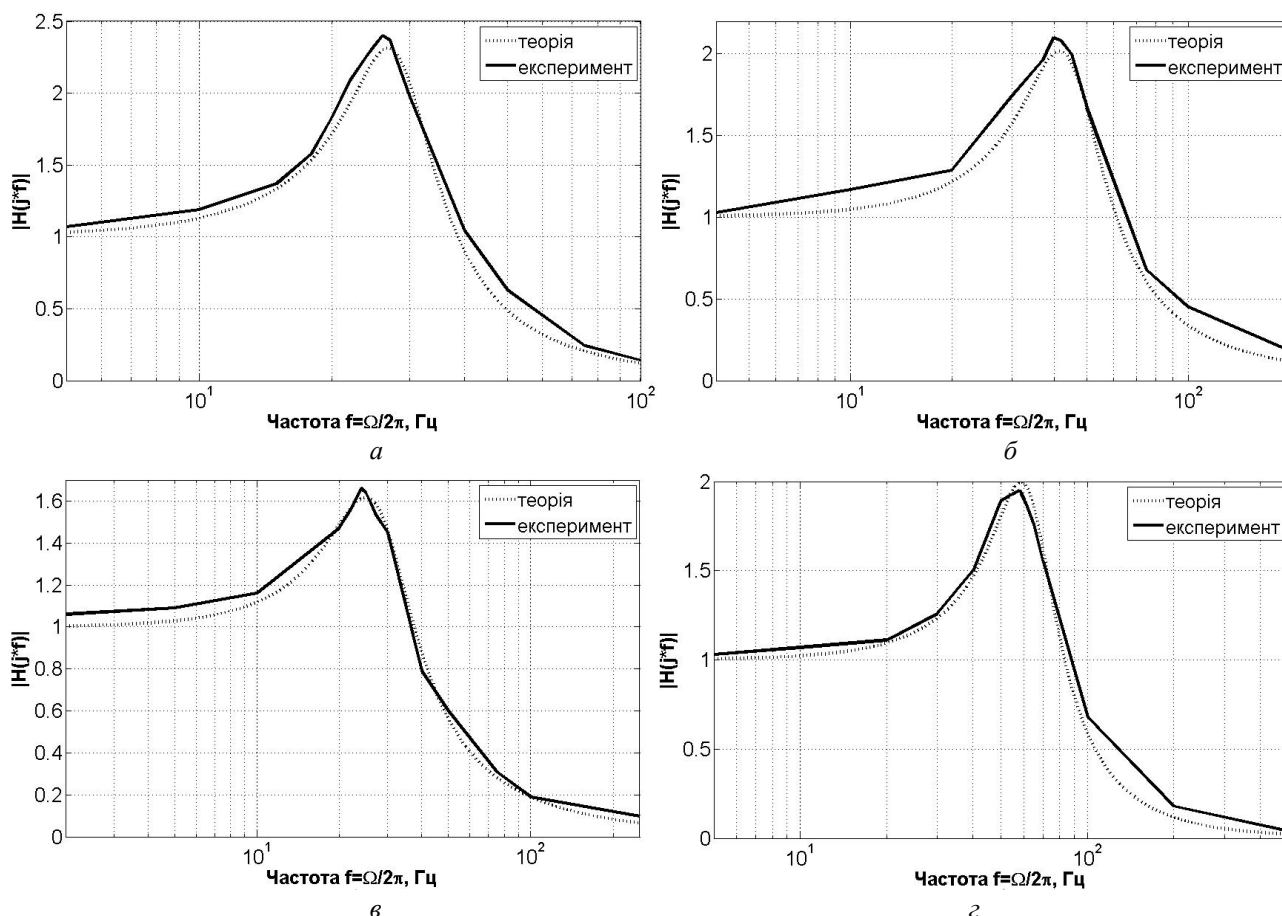 2.5
2
1.5
1
0.5
0
10¹
10²
|H(j*f)|
Частота f=Ω/2π, Гц
теорія
експеримент
а
2
1.5
1
0.5
0
10¹
10²
|H(j*f)|
Частота f=Ω/2π, Гц
теорія
експеримент
б
1.6
1.4
1.2
1
0.8
0.6
0.4
0.2
0
10¹
10²
|H(j*f)|
Частота f=Ω/2π, Гц
теорія
експеримент
в
2
1.5
1
0.5
0
10¹
10²
|H(j*f)|
Частота f=Ω/2π, Гц
теорія
експеримент
г